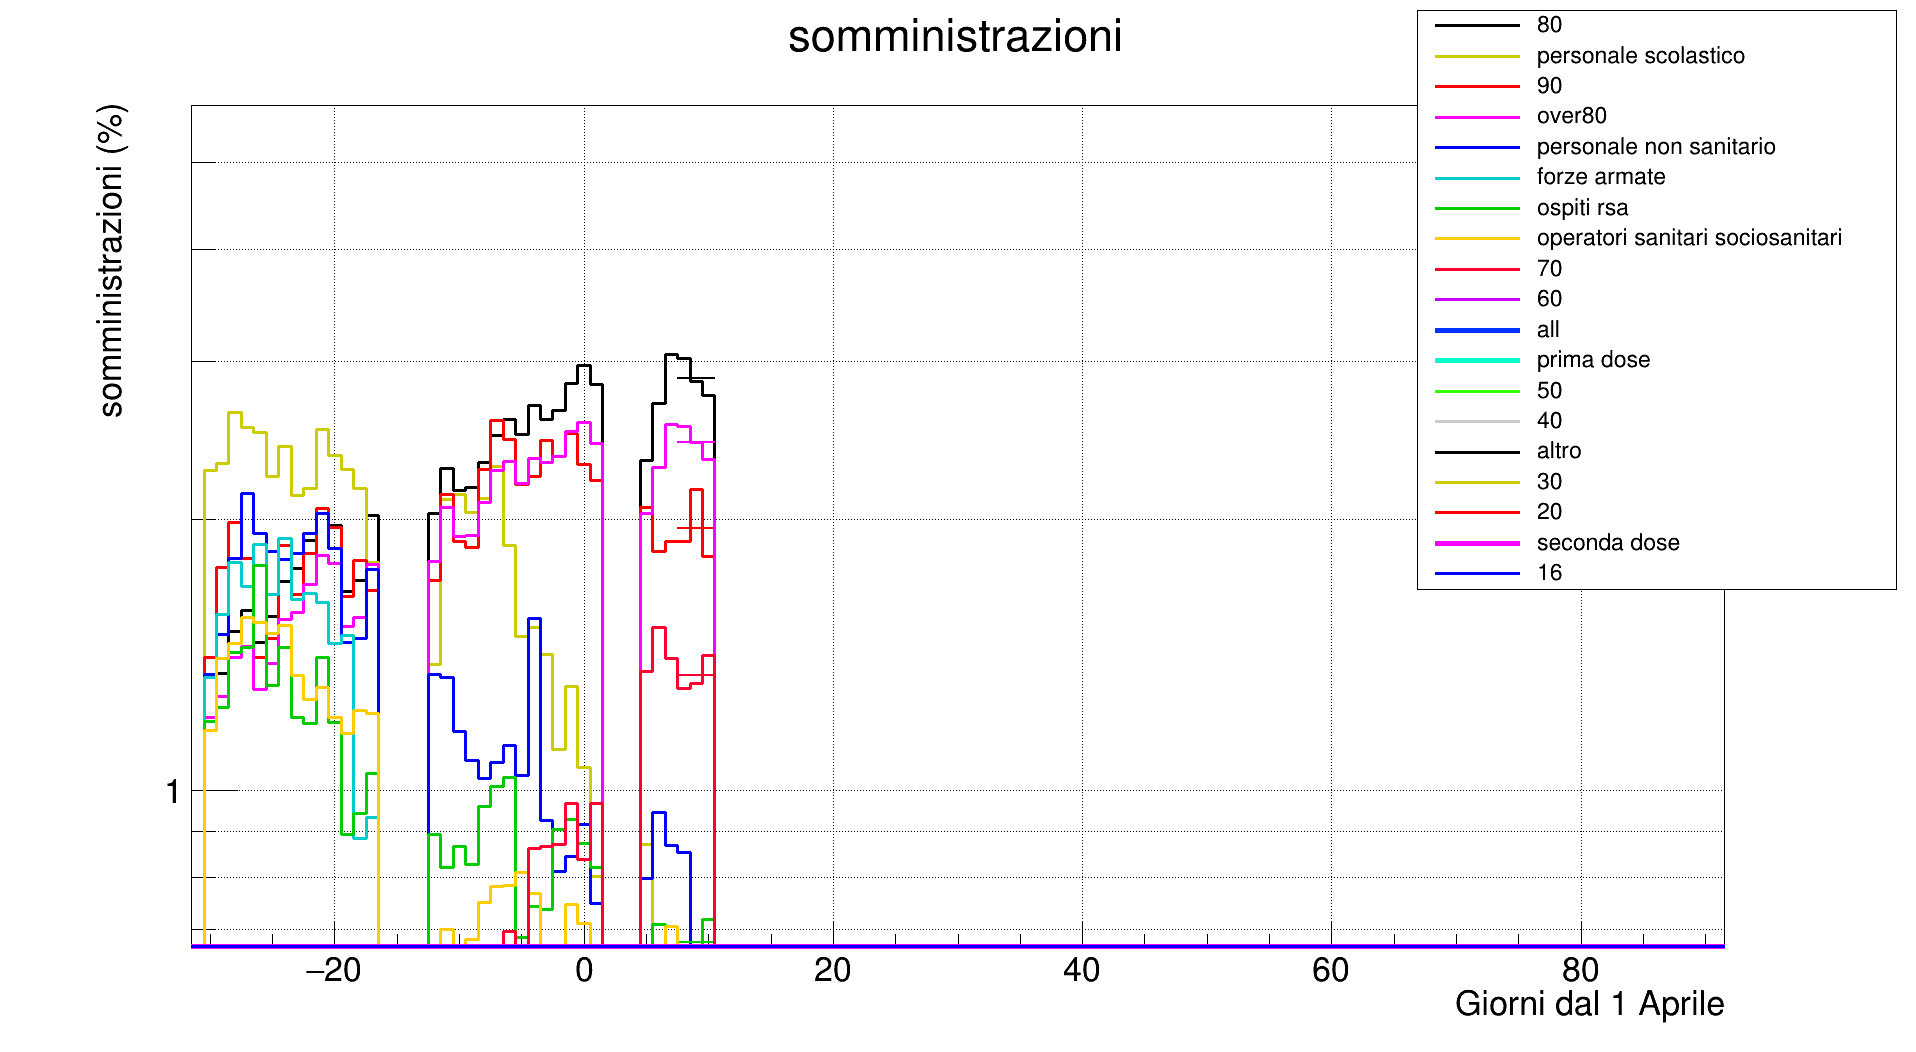 somministrazioni
80
personale scolastico
90
over80
personale non sanitario
forze armate
ospiti rsa
operatori sanitari sociosanitari
70
60
all
prima dose
50
40
altro
30
20
seconda dose
16
somministrazioni (%)
1
−20 0 20 40 60 80
Giorni dal 1 Aprile